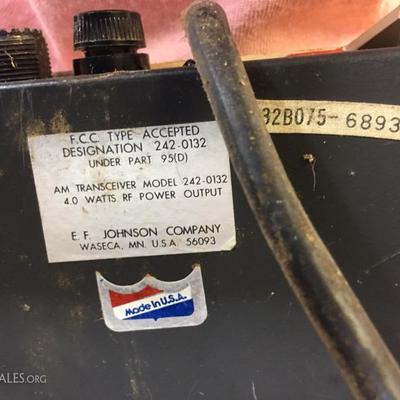 32B075-6893
F.C.C. TYPE ACCEPTED
DESIGNATION 242-0132
UNDER PART 95(D)
AM TRANSCEIVER MODEL 242-0132
4.0 WATTS RF POWER OUTPUT
E. F. JOHNSON COMPANY
WASECA, MN. U.S.A. 56093
Made in U.S.A.
ALES.ORG